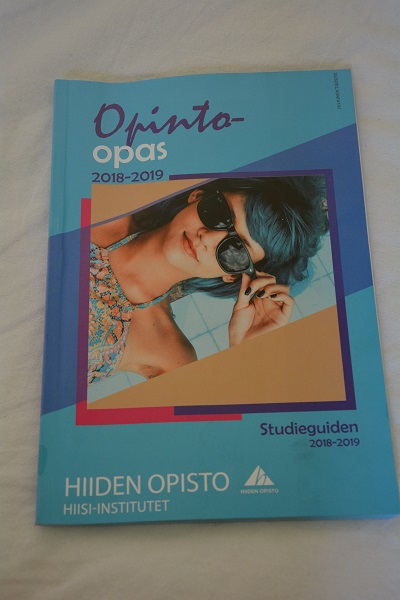 Opinto-
opas
2018-2019
Studieguiden
2018-2019
HIIDEN OPISTO
HIISI-INSTITUTET
HIIDEN OPISTO